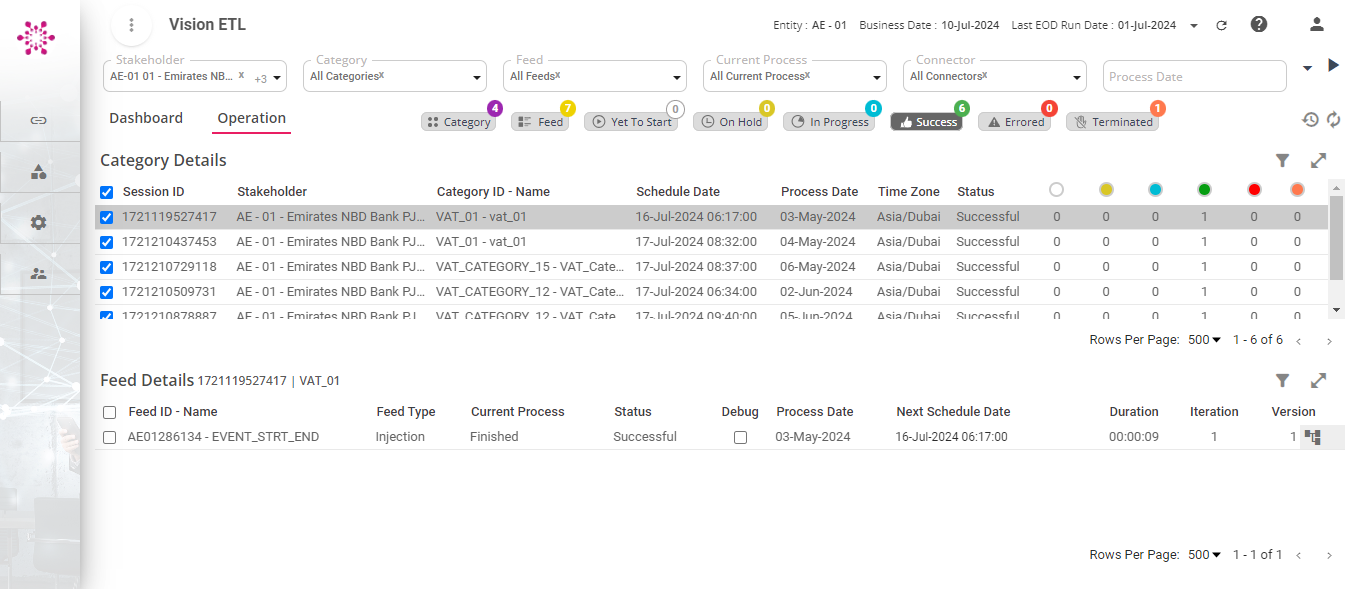 Vision ETL
Entity : AE - 01 Business Date : 10-Jul-2024 Last EOD Run Date : 01-Jul-2024
Stakeholder Category Feed Current Process Connector
AE-01 01 - Emirates NB... x +3 All Categories x All Feeds x All Current Process x All Connectors x Process Date
4 7 0 0 0 6 0 1
Dashboard Operation Category Feed Yet To Start On Hold In Progress Success Errored Terminated
Category Details
Session ID Stakeholder Category ID - Name Schedule Date Process Date Time Zone Status
1721119527417 AE - 01 - Emirates NBD Bank PJ... VAT_01 - vat_01 16-Jul-2024 06:17:00 03-May-2024 Asia/Dubai Successful 0 0 0 1 0 0
1721210437453 AE - 01 - Emirates NBD Bank PJ... VAT_01 - vat_01 17-Jul-2024 08:32:00 04-May-2024 Asia/Dubai Successful 0 0 0 1 0 0
1721210729118 AE - 01 - Emirates NBD Bank PJ... VAT_CATEGORY_15 - VAT_Cate... 17-Jul-2024 08:37:00 06-May-2024 Asia/Dubai Successful 0 0 0 1 0 0
1721210509731 AE - 01 - Emirates NBD Bank PJ... VAT_CATEGORY_12 - VAT_Cate... 17-Jul-2024 06:34:00 02-Jun-2024 Asia/Dubai Successful 0 0 0 1 0 0
1721210878887 AE - 01 - Emirates NBD Bank PJ... VAT_CATEGORY_12 - VAT_Cate... 17-Jul-2024 09:40:00 05-Jun-2024 Asia/Dubai Successful 0 0 0 1 0 0
Rows Per Page: 500 1 - 6 of 6
Feed Details 1721119527417 | VAT_01
Feed ID - Name Feed Type Current Process Status Debug Process Date Next Schedule Date Duration Iteration Version
AE01286134 - EVENT_STRT_END Injection Finished Successful 03-May-2024 16-Jul-2024 06:17:00 00:00:09 1 1
Rows Per Page: 500 1 - 1 of 1